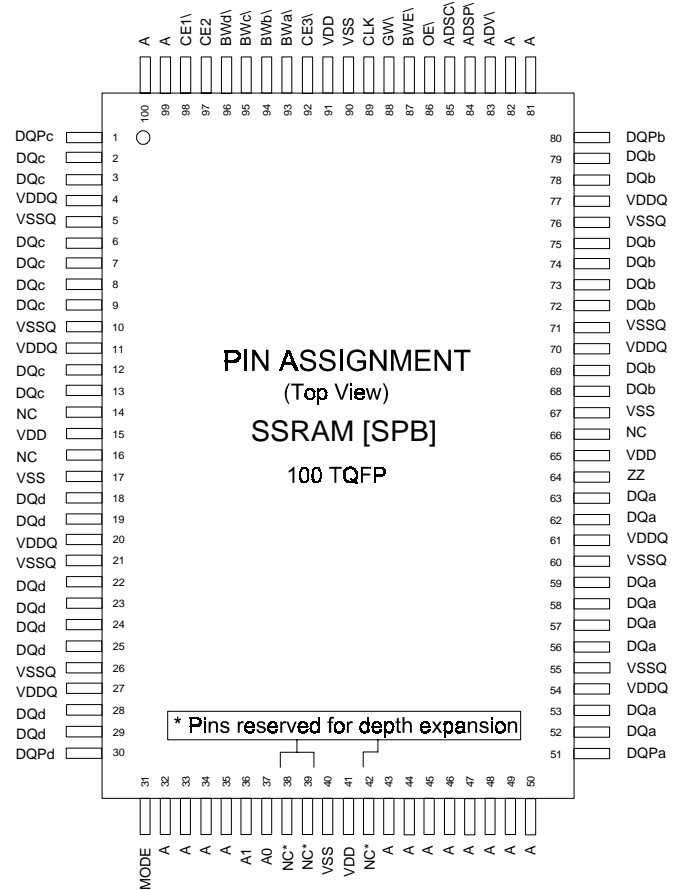 A A CE1\ CE2 BWd\ BWc\ BWb\ BWa\ CE3\ VDD VSS CLK GW\ BWE\ OE\ ADSC\ ADSP\ ADV\ A A
100 99 98 97 96 95 94 93 92 91 90 89 88 87 86 85 84 83 82 81
DQPc 1 80 DQPb
DQc 2 79 DQb
DQc 3 78 DQb
VDDQ 4 77 VDDQ
VSSQ 5 76 VSSQ
DQc 6 75 DQb
DQc 7 74 DQb
DQc 8 73 DQb
DQc 9 72 DQb
VSSQ 10 71 VSSQ
VDDQ 11 70 VDDQ
DQc 12 69 DQb
DQc 13 68 DQb
NC 14 67 VSS
VDD 15 66 NC
NC 16 65 VDD
VSS 17 64 ZZ
DQd 18 63 DQa
DQd 19 62 DQa
VDDQ 20 61 VDDQ
VSSQ 21 60 VSSQ
DQd 22 59 DQa
DQd 23 58 DQa
DQd 24 57 DQa
DQd 25 56 DQa
VSSQ 26 55 VSSQ
VDDQ 27 54 VDDQ
DQd 28 53 DQa
DQd 29 52 DQa
DQPd 30 51 DQPa
PIN ASSIGNMENT
(Top View)
SSRAM [SPB]
100 TQFP
* Pins reserved for depth expansion
31 32 33 34 35 36 37 38 39 40 41 42 43 44 45 46 47 48 49 50
MODE A A A A A1 A0 NC* NC* VSS VDD NC* A A A A A A A A